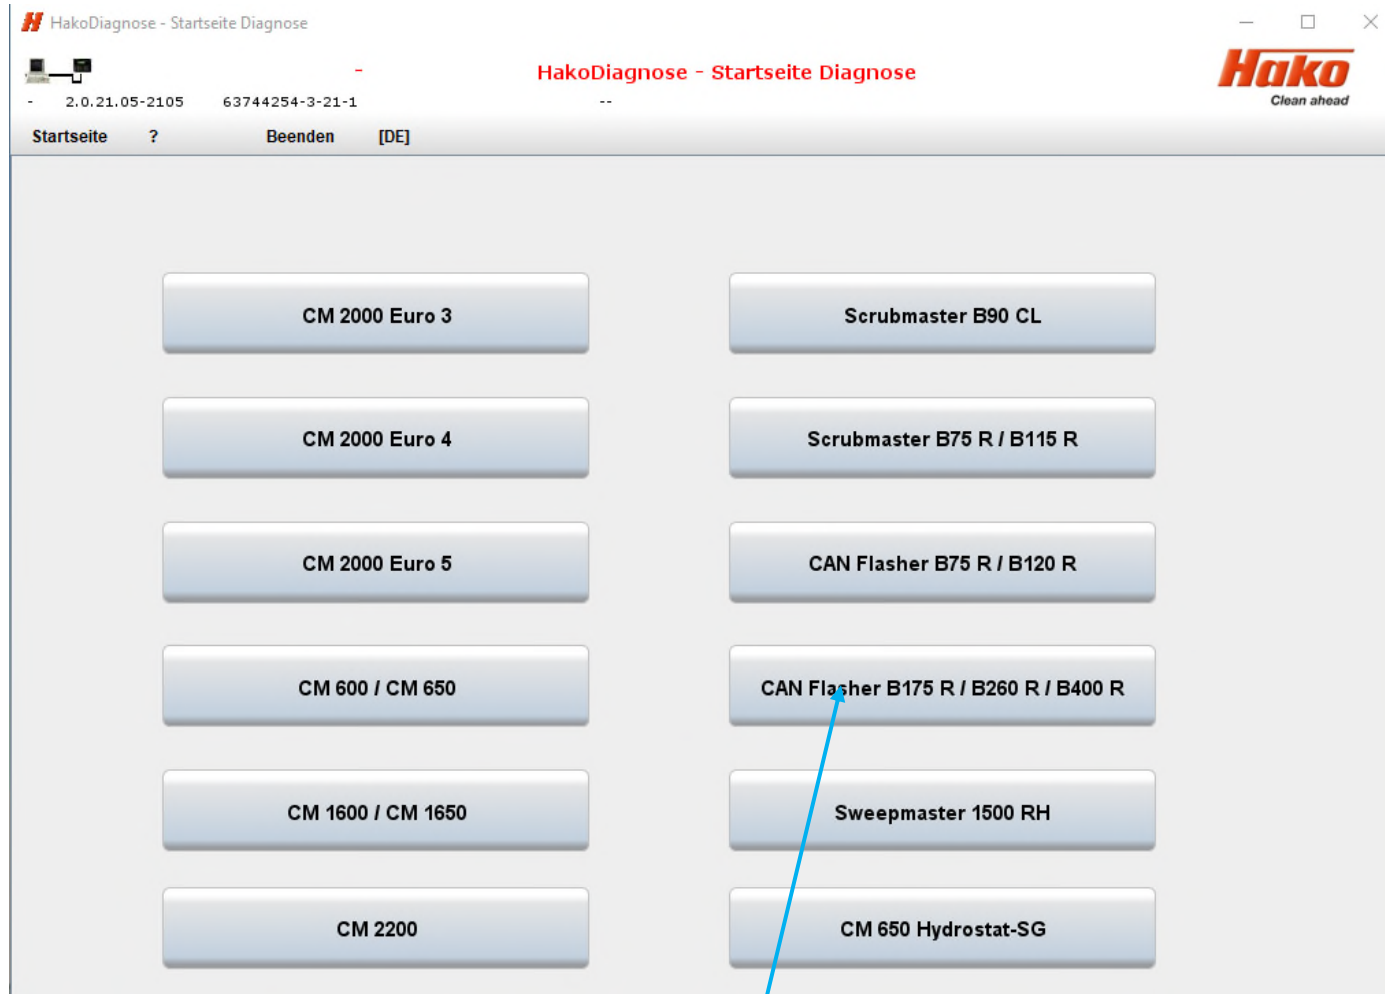 HakoDiagnose - Startseite Diagnose
- HakoDiagnose - Startseite Diagnose
Hako
Clean ahead
- 2.0.21.05-2105 63744254-3-21-1 --
Startseite ? Beenden [DE]
CM 2000 Euro 3
Scrubmaster B90 CL
CM 2000 Euro 4
Scrubmaster B75 R / B115 R
CM 2000 Euro 5
CAN Flasher B75 R / B120 R
CM 600 / CM 650
CAN Flasher B175 R / B260 R / B400 R
CM 1600 / CM 1650
Sweepmaster 1500 RH
CM 2200
CM 650 Hydrostat-SG